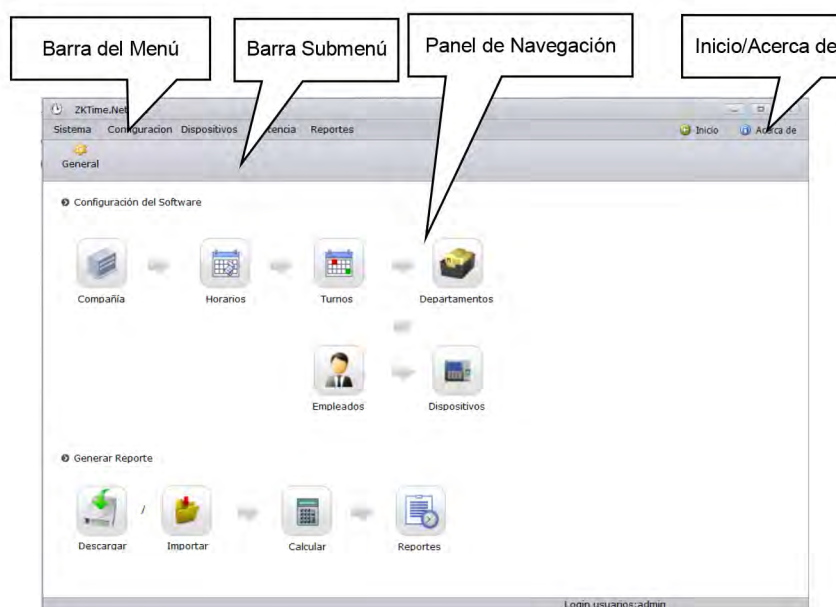 Barra del Menú
Barra Submenú
Panel de Navegación
Inicio/Acerca de
ZKTime.Net
Sistema Configuracion Dispositivos Reportes
Inicio Acerca de
General
Configuración del Software
Compañía Horarios Turnos Departamentos
Empleados Dispositivos
Generar Reporte
/
Descargar Importar Calcular Reportes
Login usuarios:admin